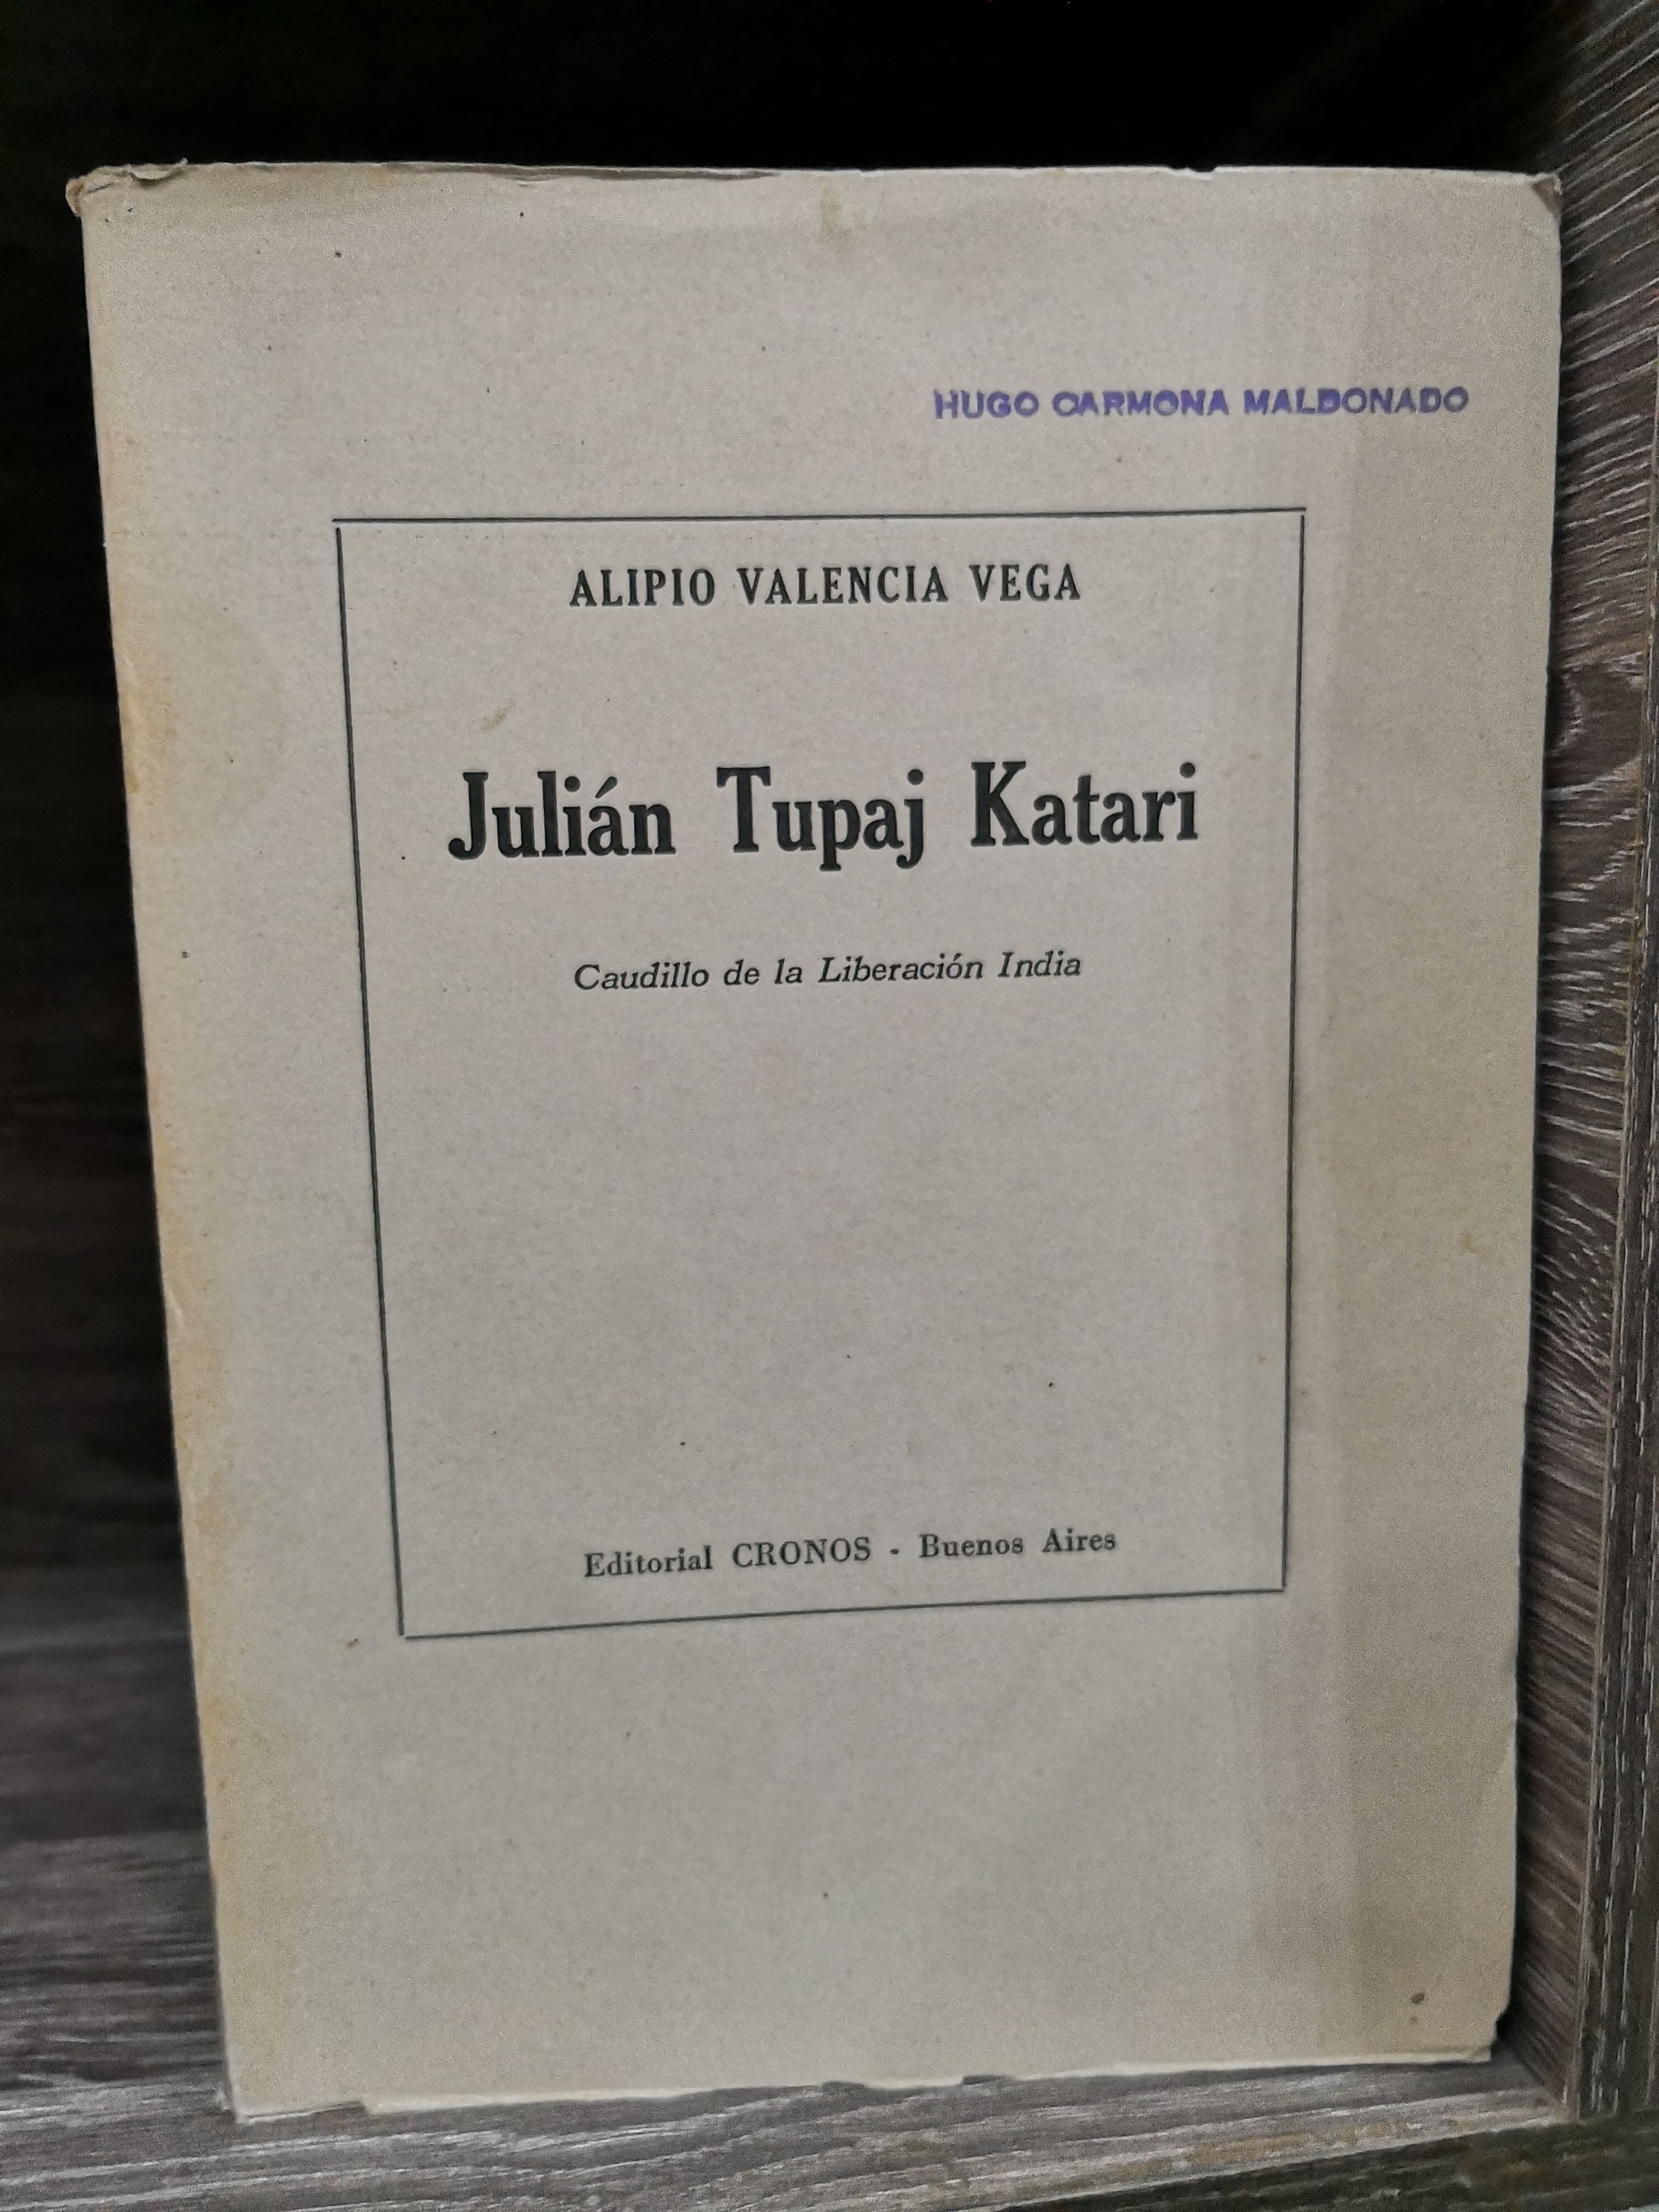 HUGO CARMONA MALDONADO
ALIPIO VALENCIA VEGA
Julián Tupaj Katari
Caudillo de la Liberación India
Editorial CRONOS - Buenos Aires